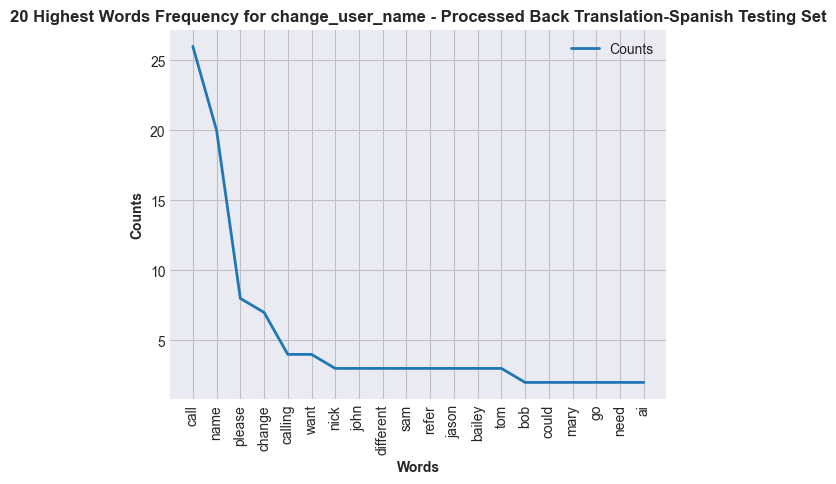 20 Highest Words Frequency for change_user_name - Processed Back Translation-Spanish Testing Set
Counts
25
20
15
10
5
Counts
call
name
please
change
calling
want
nick
john
different
sam
refer
jason
bailey
tom
bob
could
mary
go
need
ai
Words